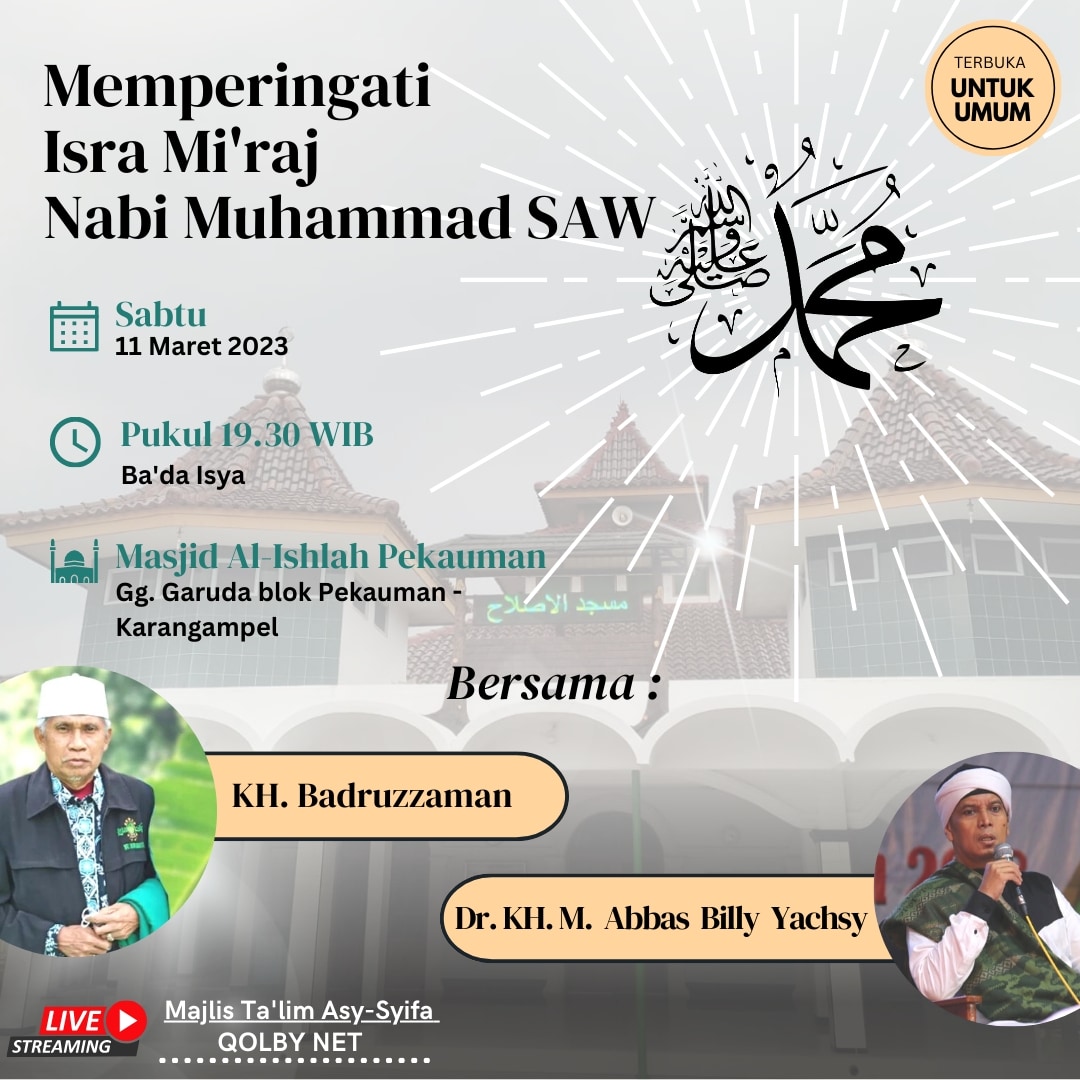 Memperingati
Isra Mi'raj
Nabi Muhammad SAW
TERBUKA
UNTUK
UMUM
محمد
صلى الله عليه وسلم
Sabtu
11 Maret 2023
Pukul 19.30 WIB
Ba'da Isya
Masjid Al-Ishlah Pekauman
Gg. Garuda blok Pekauman -
Karangampel
مسجد الاصلاح
Bersama :
KH. Badruzzaman
Dr. KH. M. Abbas Billy Yachsy
LIVE
STREAMING
Majlis Ta'lim Asy-Syifa
QOLBY NET